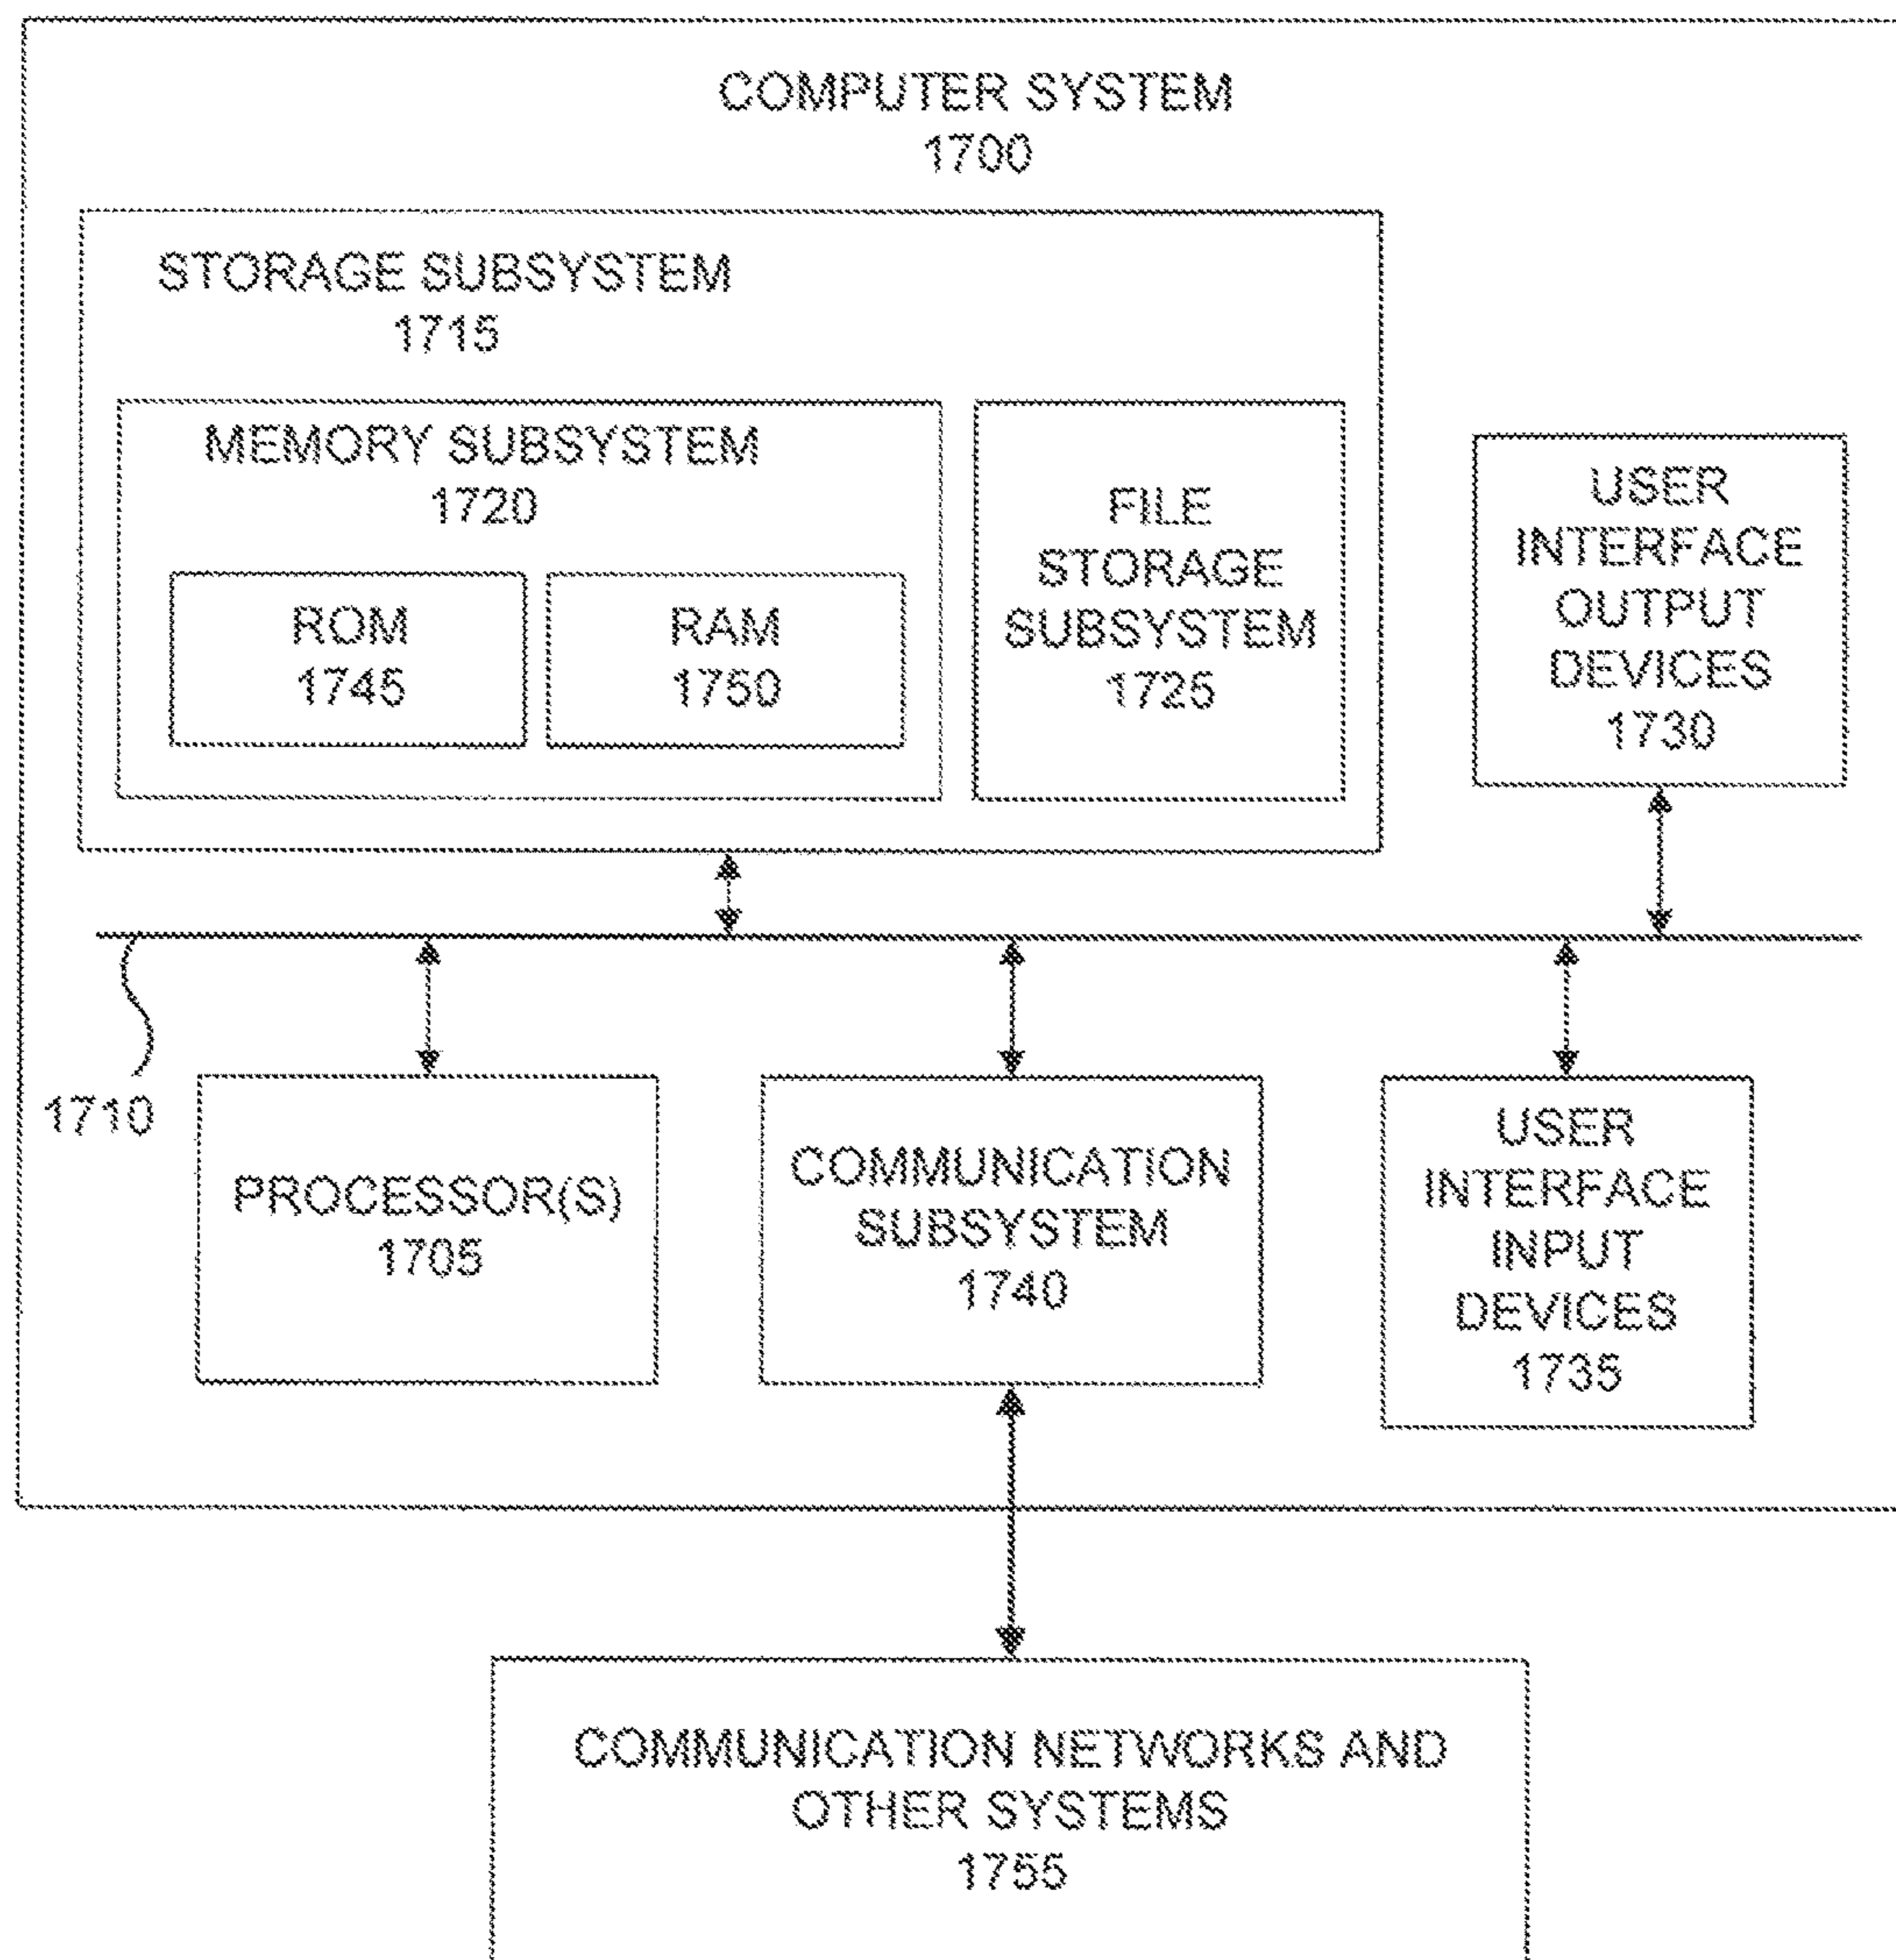 COMPUTER SYSTEM
1700
STORAGE SUBSYSTEM
1715
MEMORY SUBSYSTEM
1720
ROM
1745
RAM
1750
FILE
STORAGE
SUBSYSTEM
1725
USER
INTERFACE
OUTPUT
DEVICES
1730
1710
PROCESSOR(S)
1705
COMMUNICATION
SUBSYSTEM
1740
USER
INTERFACE
INPUT
DEVICES
1735
COMMUNICATION NETWORKS AND
OTHER SYSTEMS
1755